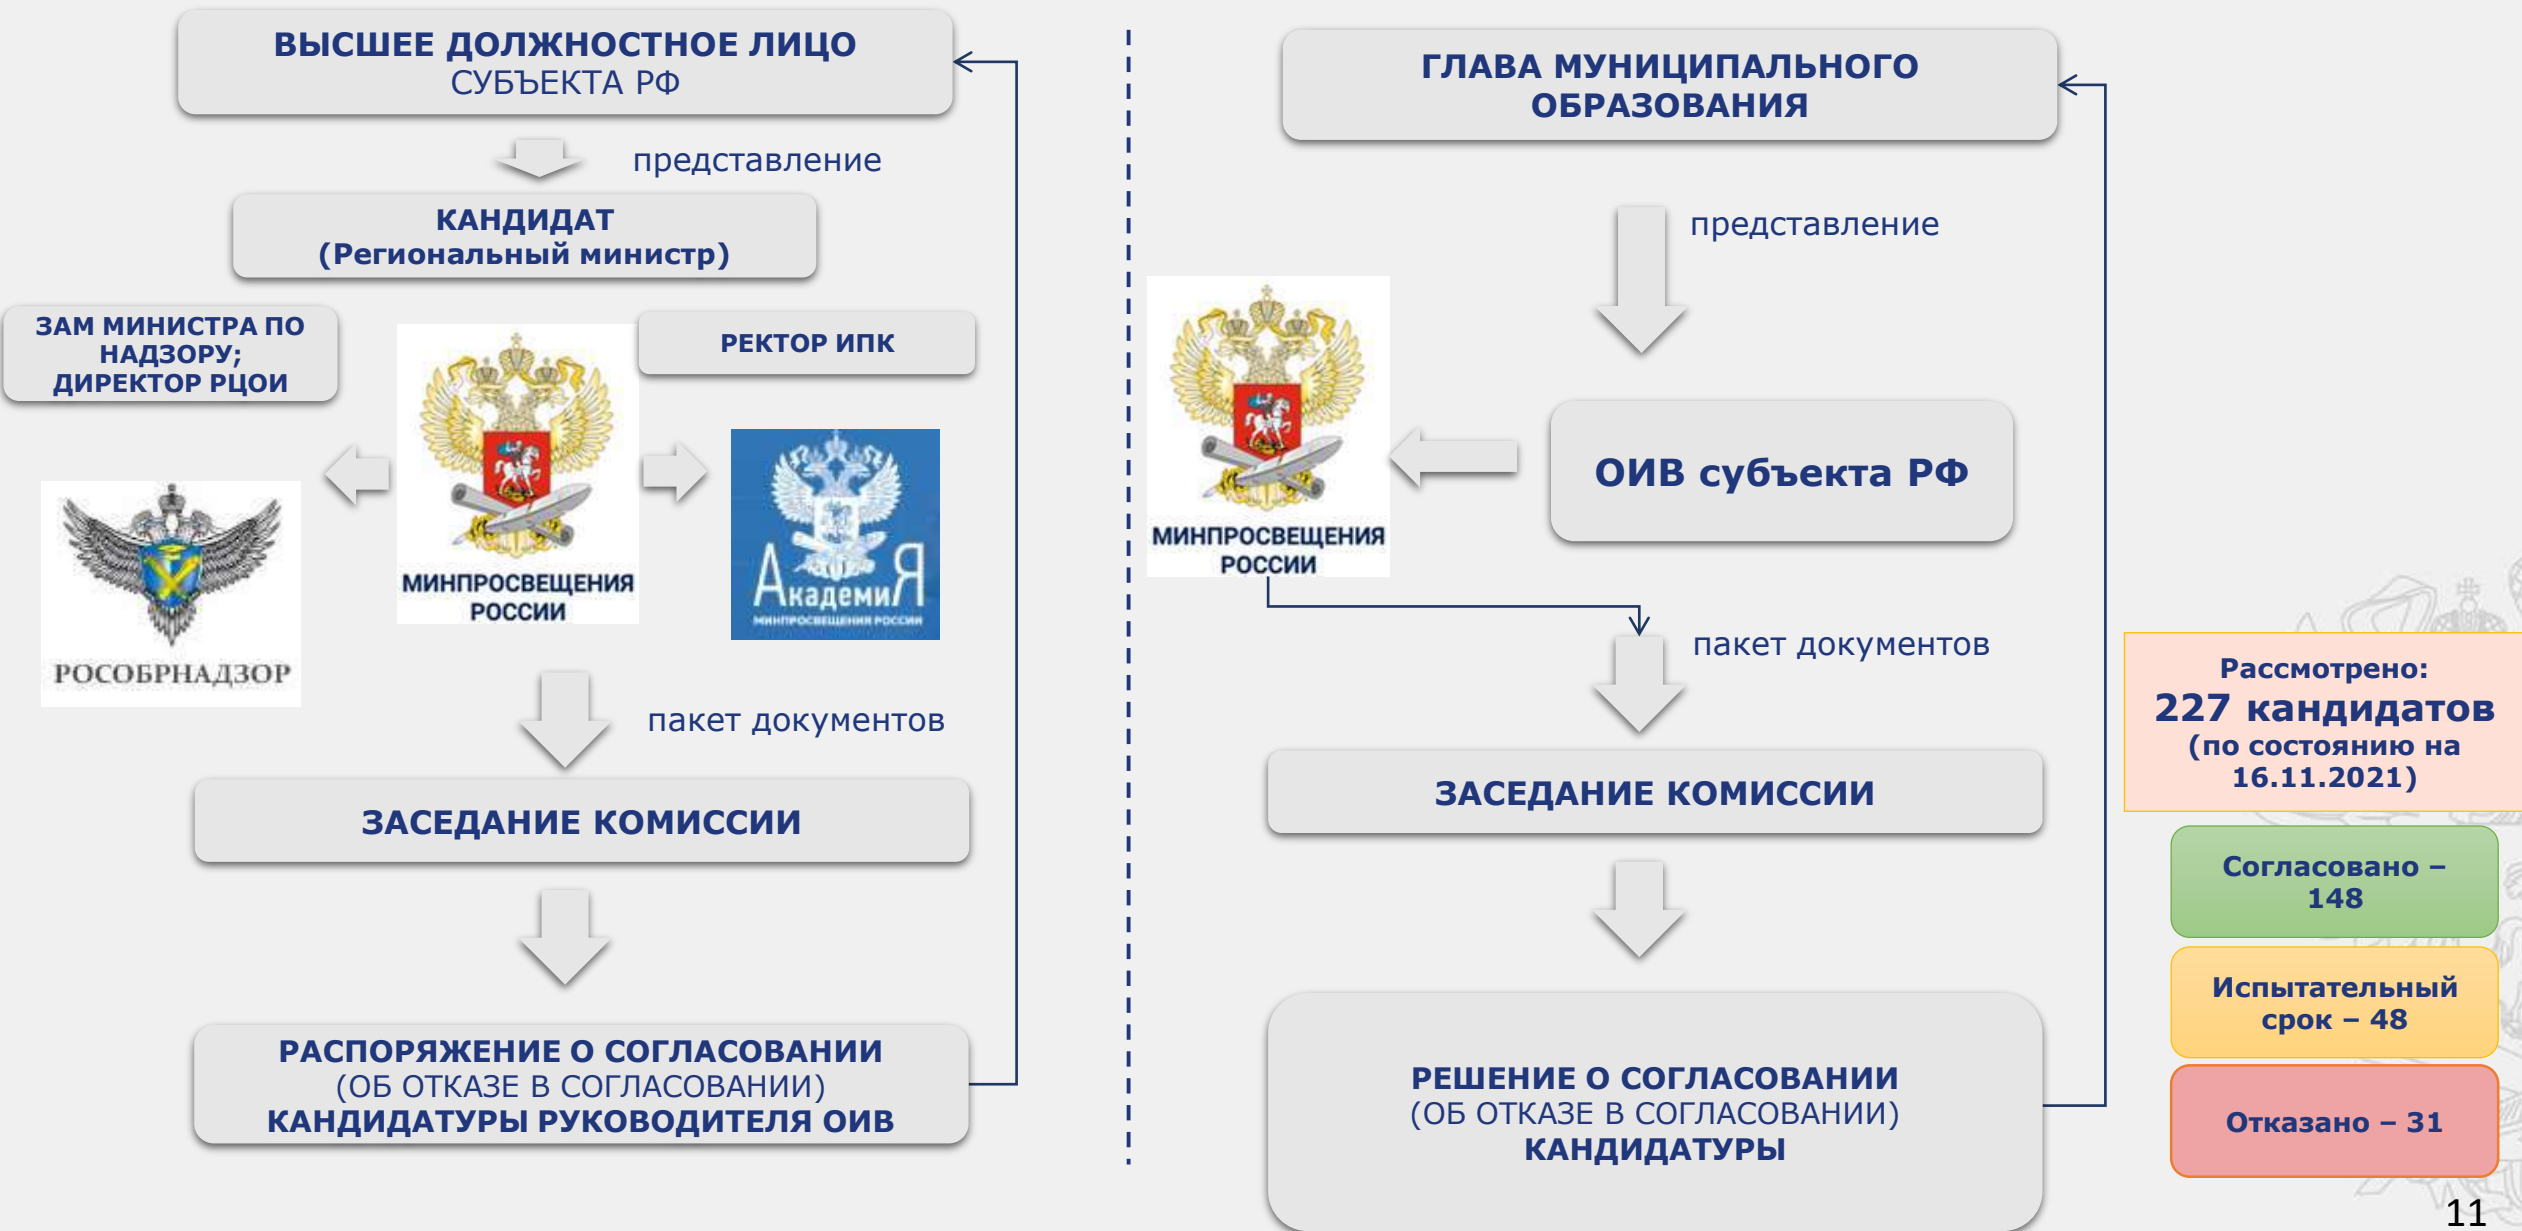 ВЫСШЕЕ ДОЛЖНОСТНОЕ ЛИЦО
СУБЪЕКТА РФ
представление
КАНДИДАТ
(Региональный министр)
ЗАМ МИНИСТРА ПО
НАДЗОРУ;
ДИРЕКТОР РЦОИ
РЕКТОР ИПК
МИНПРОСВЕЩЕНИЯ
РОССИИ
РОСОБРНАДЗОР
АкадемиЯ
МИНПРОСВЕЩЕНИЯ РОССИИ
пакет документов
ЗАСЕДАНИЕ КОМИССИИ
РАСПОРЯЖЕНИЕ О СОГЛАСОВАНИИ
(ОБ ОТКАЗЕ В СОГЛАСОВАНИИ)
КАНДИДАТУРЫ РУКОВОДИТЕЛЯ ОИВ
ГЛАВА МУНИЦИПАЛЬНОГО
ОБРАЗОВАНИЯ
представление
МИНПРОСВЕЩЕНИЯ
РОССИИ
ОИВ субъекта РФ
пакет документов
ЗАСЕДАНИЕ КОМИССИИ
РЕШЕНИЕ О СОГЛАСОВАНИИ
(ОБ ОТКАЗЕ В СОГЛАСОВАНИИ)
КАНДИДАТУРЫ
Рассмотрено:
227 кандидатов
(по состоянию на
16.11.2021)
Согласовано –
148
Испытательный
срок – 48
Отказано – 31
11